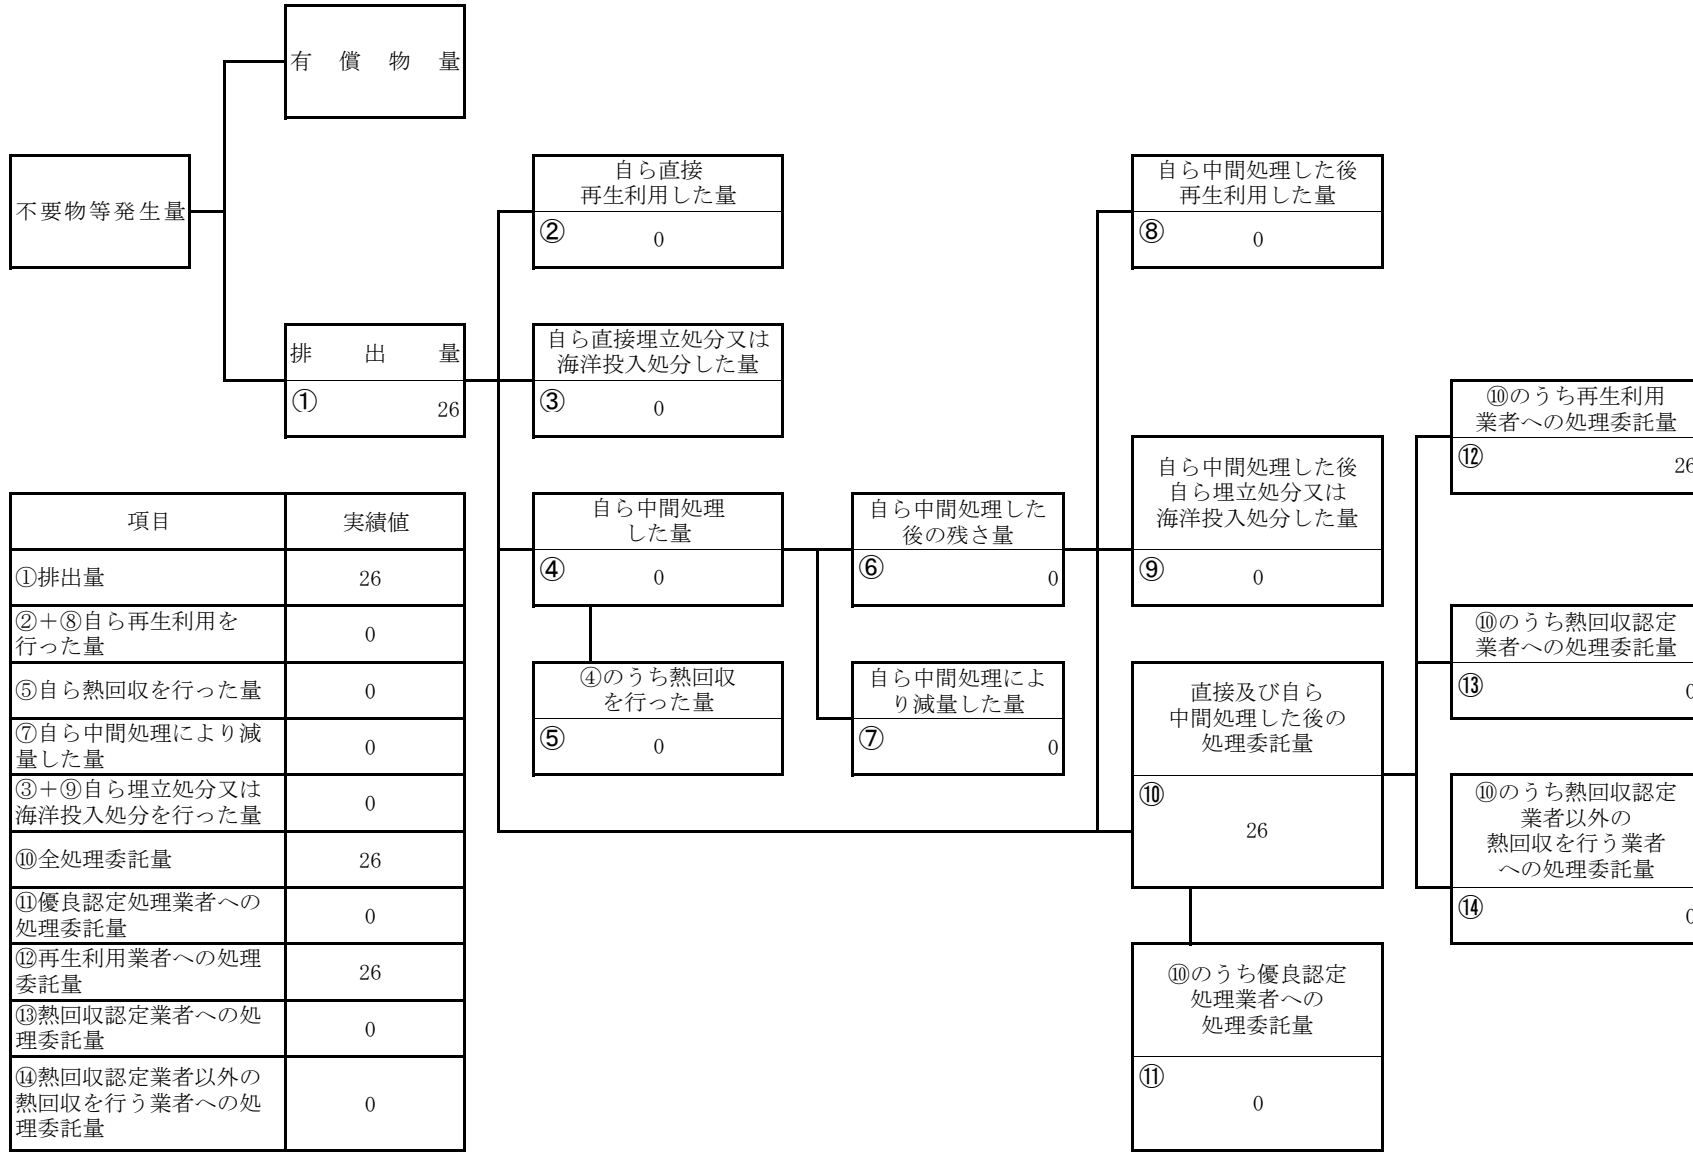 有償物量
不要物等発生量
排出量
① 26
自ら直接
再生利用した量
② 0
自ら直接埋立処分又は
海洋投入処分した量
③ 0
自ら中間処理
した量
④ 0
④のうち熱回収
を行った量
⑤ 0
自ら中間処理した
後の残さ量
⑥ 0
自ら中間処理によ
り減量した量
⑦ 0
自ら中間処理した後
再生利用した量
⑧ 0
自ら中間処理した後
自ら埋立処分又は
海洋投入処分した量
⑨ 0
直接及び自ら
中間処理した後の
処理委託量
⑩
26
⑩のうち優良認定
処理業者への
処理委託量
⑪
0
⑩のうち再生利用
業者への処理委託量
⑫ 26
⑩のうち熱回収認定
業者への処理委託量
⑬ 0
⑩のうち熱回収認定
業者以外の
熱回収を行う業者
への処理委託量
⑭ 0
項目 実績値
①排出量 26
②+⑧自ら再生利用を
行った量 0
⑤自ら熱回収を行った量 0
⑦自ら中間処理により減
量した量 0
③+⑨自ら埋立処分又は
海洋投入処分を行った量 0
⑩全処理委託量 26
⑪優良認定処理業者への
処理委託量 0
⑫再生利用業者への処理
委託量 26
⑬熱回収認定業者への処
理委託量 0
⑭熱回収認定業者以外の
熱回収を行う業者への処
理委託量 0